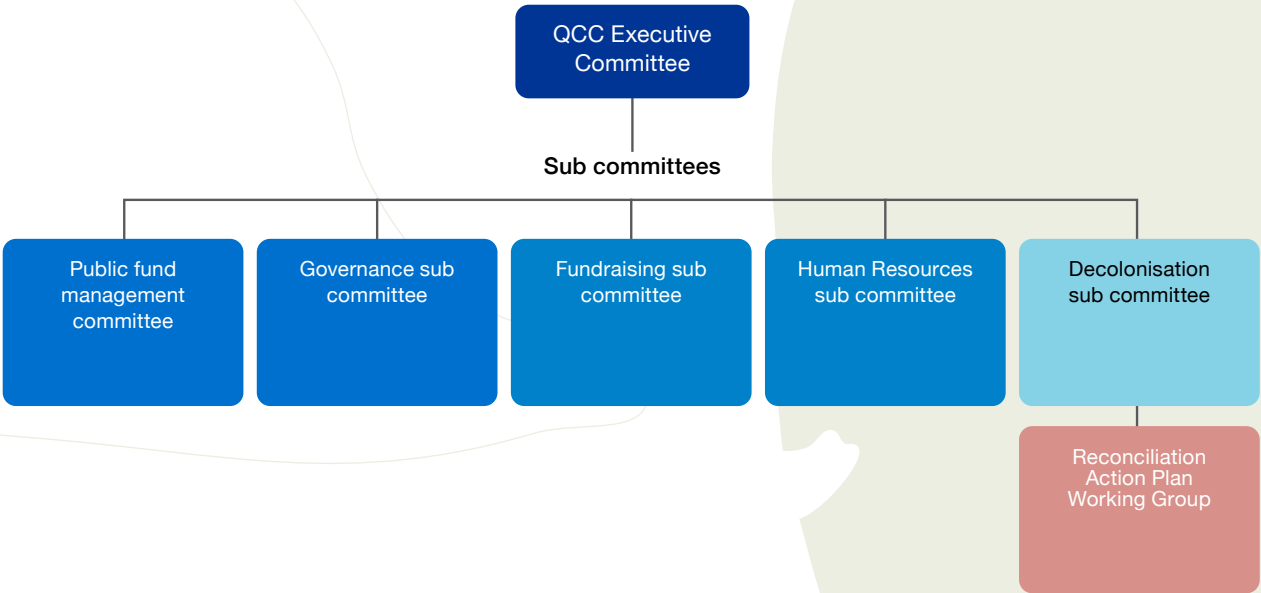 QCC Executive
Committee
Sub committees
Public fund
management
committee
Governance sub
committee
Fundraising sub
committee
Human Resources
sub committee
Decolonisation
sub committee
Reconciliation
Action Plan
Working Group